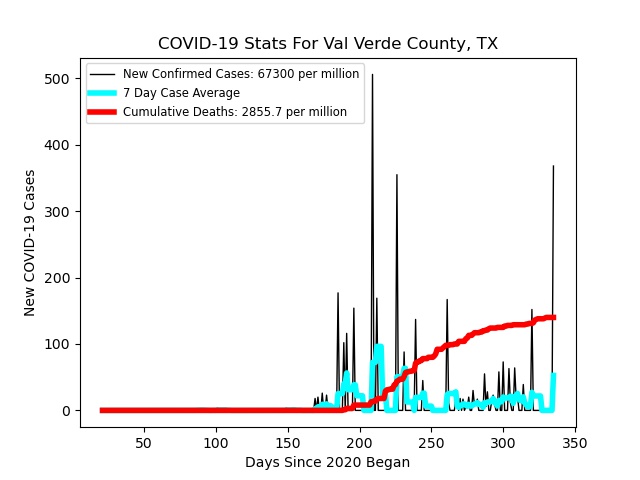 COVID-19 Stats For Val Verde County, TX
New Confirmed Cases: 67300 per million
7 Day Case Average
Cumulative Deaths: 2855.7 per million
New COVID-19 Cases
500
400
300
200
100
0
50 100 150 200 250 300 350
Days Since 2020 Began